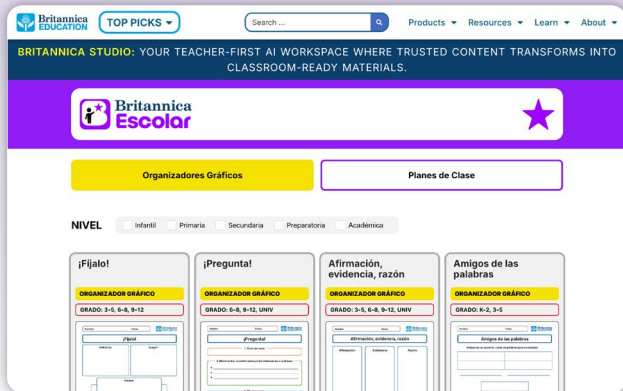 Britannica
EDUCATION
TOP PICKS
Search ...
Products
Resources
Learn
About
BRITANNICA STUDIO: YOUR TEACHER-FIRST AI WORKSPACE WHERE TRUSTED CONTENT TRANSFORMS INTO
CLASSROOM-READY MATERIALS.
Britannica
Escolar
Organizadores Gráficos
Planes de Clase
NIVEL
Infantil
Primaria
Secundaria
Preparatoria
Académica
¡Fíjalo!
ORGANIZADOR GRÁFICO
GRADO: 3-5, 6-8, 9-12
¡Fíjalo!
¡Pregunta!
ORGANIZADOR GRÁFICO
GRADO: 6-8, 9-12, UNIV
¡Pregunta!
Afirmación,
evidencia, razón
ORGANIZADOR GRÁFICO
GRADO: 3-5, 6-8, 9-12, UNIV
Afirmación, evidencia, razón
Afirmación
Evidencia
Razón
Amigos de las
palabras
ORGANIZADOR GRÁFICO
GRADO: K-2, 3-5
Amigos de las palabras